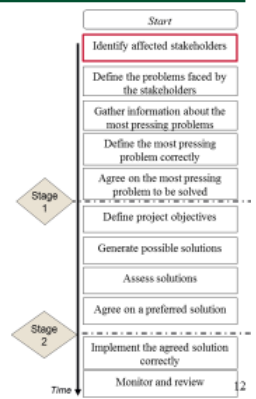 Start
Identify affected stakeholders
Define the problems faced by
the stakeholders
Gather information about the
most pressing problems
Define the most pressing
problem correctly
Agree on the most pressing
problem to be solved
Stage
1
Define project objectives
Generate possible solutions
Assess solutions
Agree on a preferred solution
Stage
2
Implement the agreed solution
correctly
Monitor and review
12
Time